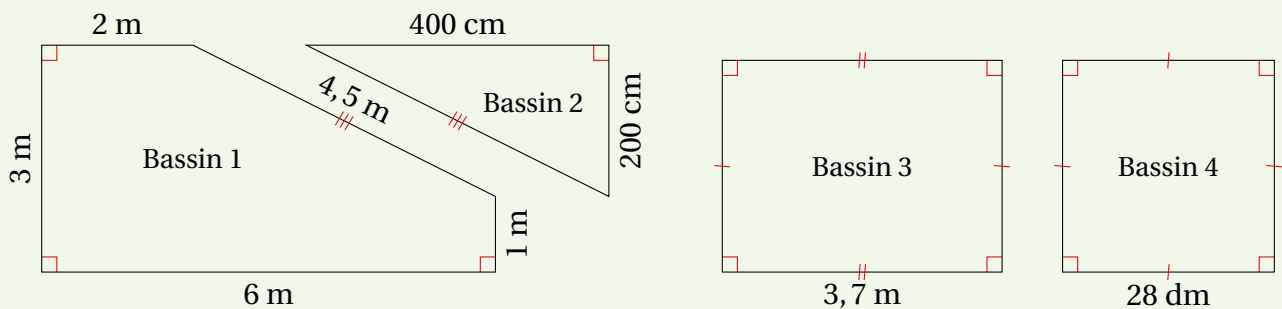 2 m
400 cm
4,5 m
Bassin 2
200 cm
3 m
Bassin 1
1 m
6 m
Bassin 3
Bassin 4
3,7 m
28 dm